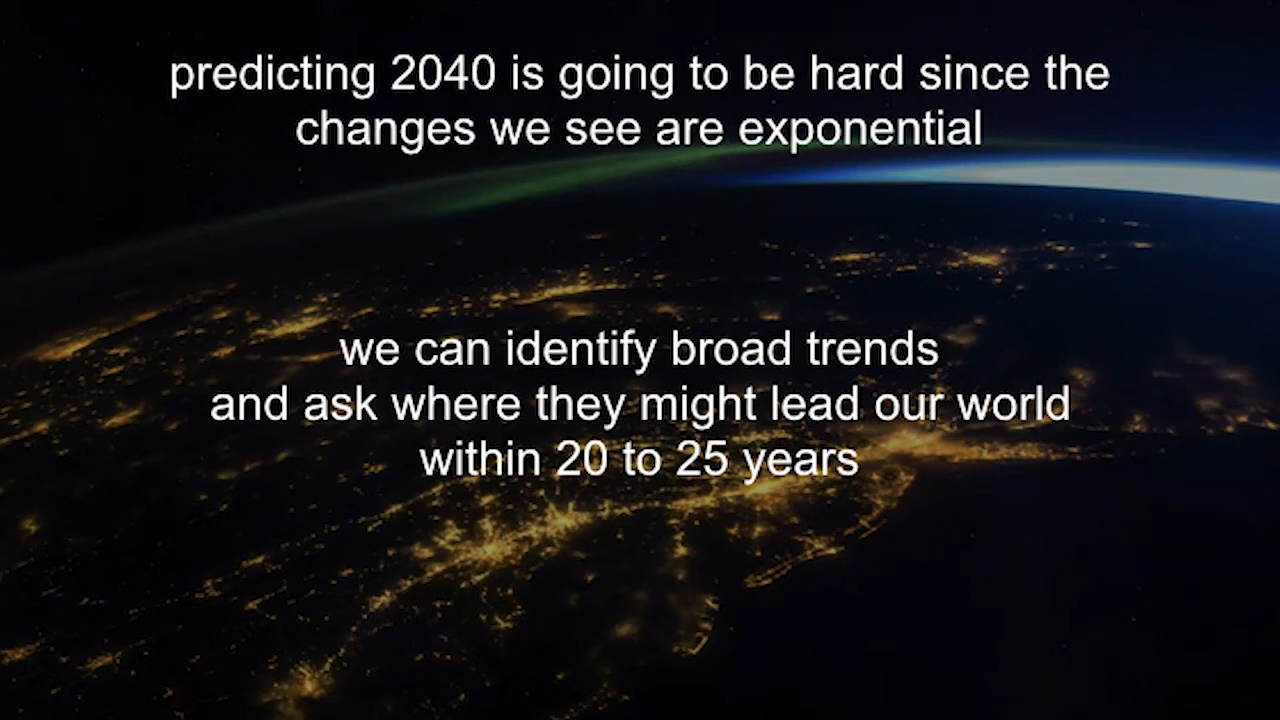 predicting 2040 is going to be hard since the
changes we see are exponential
we can identify broad trends
and ask where they might lead our world
within 20 to 25 years